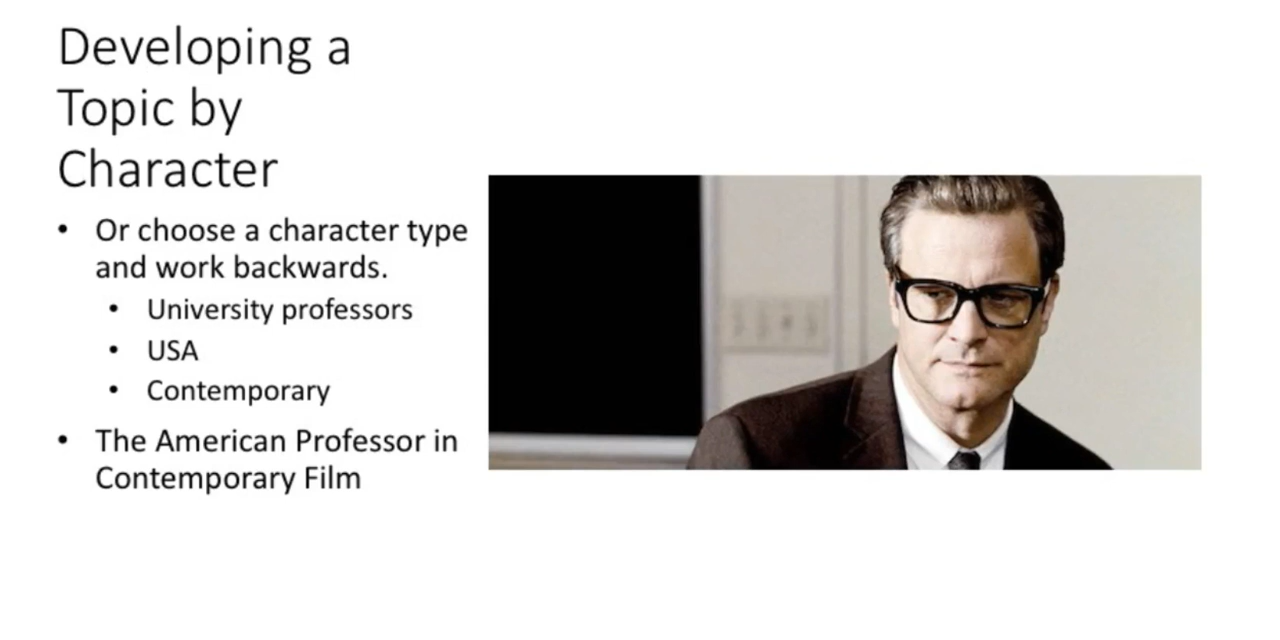 Developing a
Topic by
Character
• Or choose a character type
and work backwards.
• University professors
• USA
• Contemporary
• The American Professor in
Contemporary Film